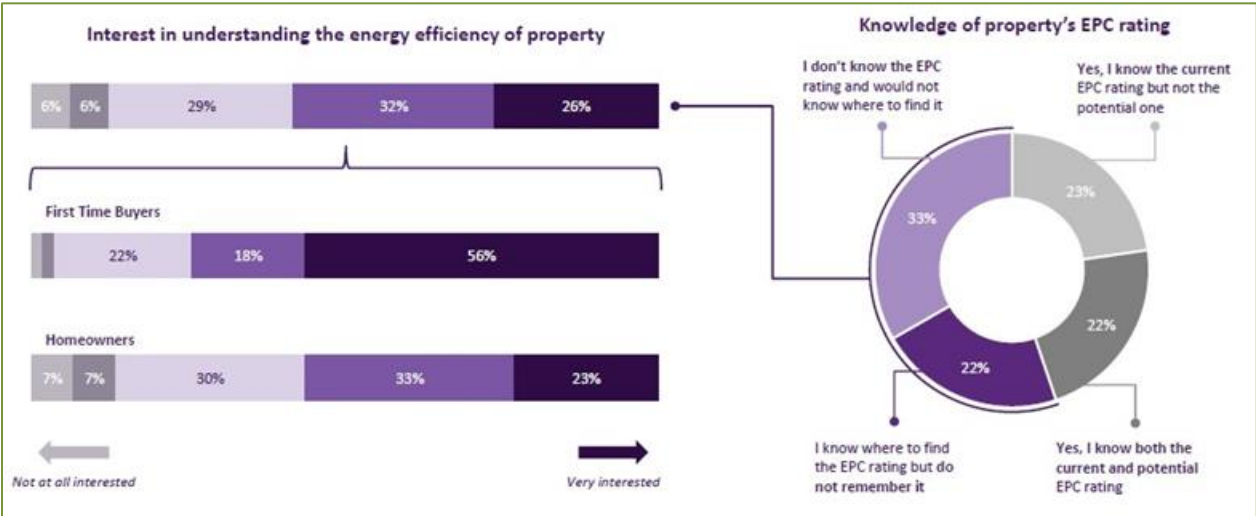 Interest in understanding the energy efficiency of property
6% 6% 29% 32% 26%
First Time Buyers
22% 18% 56%
Homeowners
7% 7% 30% 33% 23%
Not at all interested
Very interested
Knowledge of property's EPC rating
I don't know the EPC
rating and would not
know where to find it
Yes, I know the current
EPC rating but not the
potential one
33%
23%
22%
22%
I know where to find
the EPC rating but do
not remember it
Yes, I know both the
current and potential
EPC rating